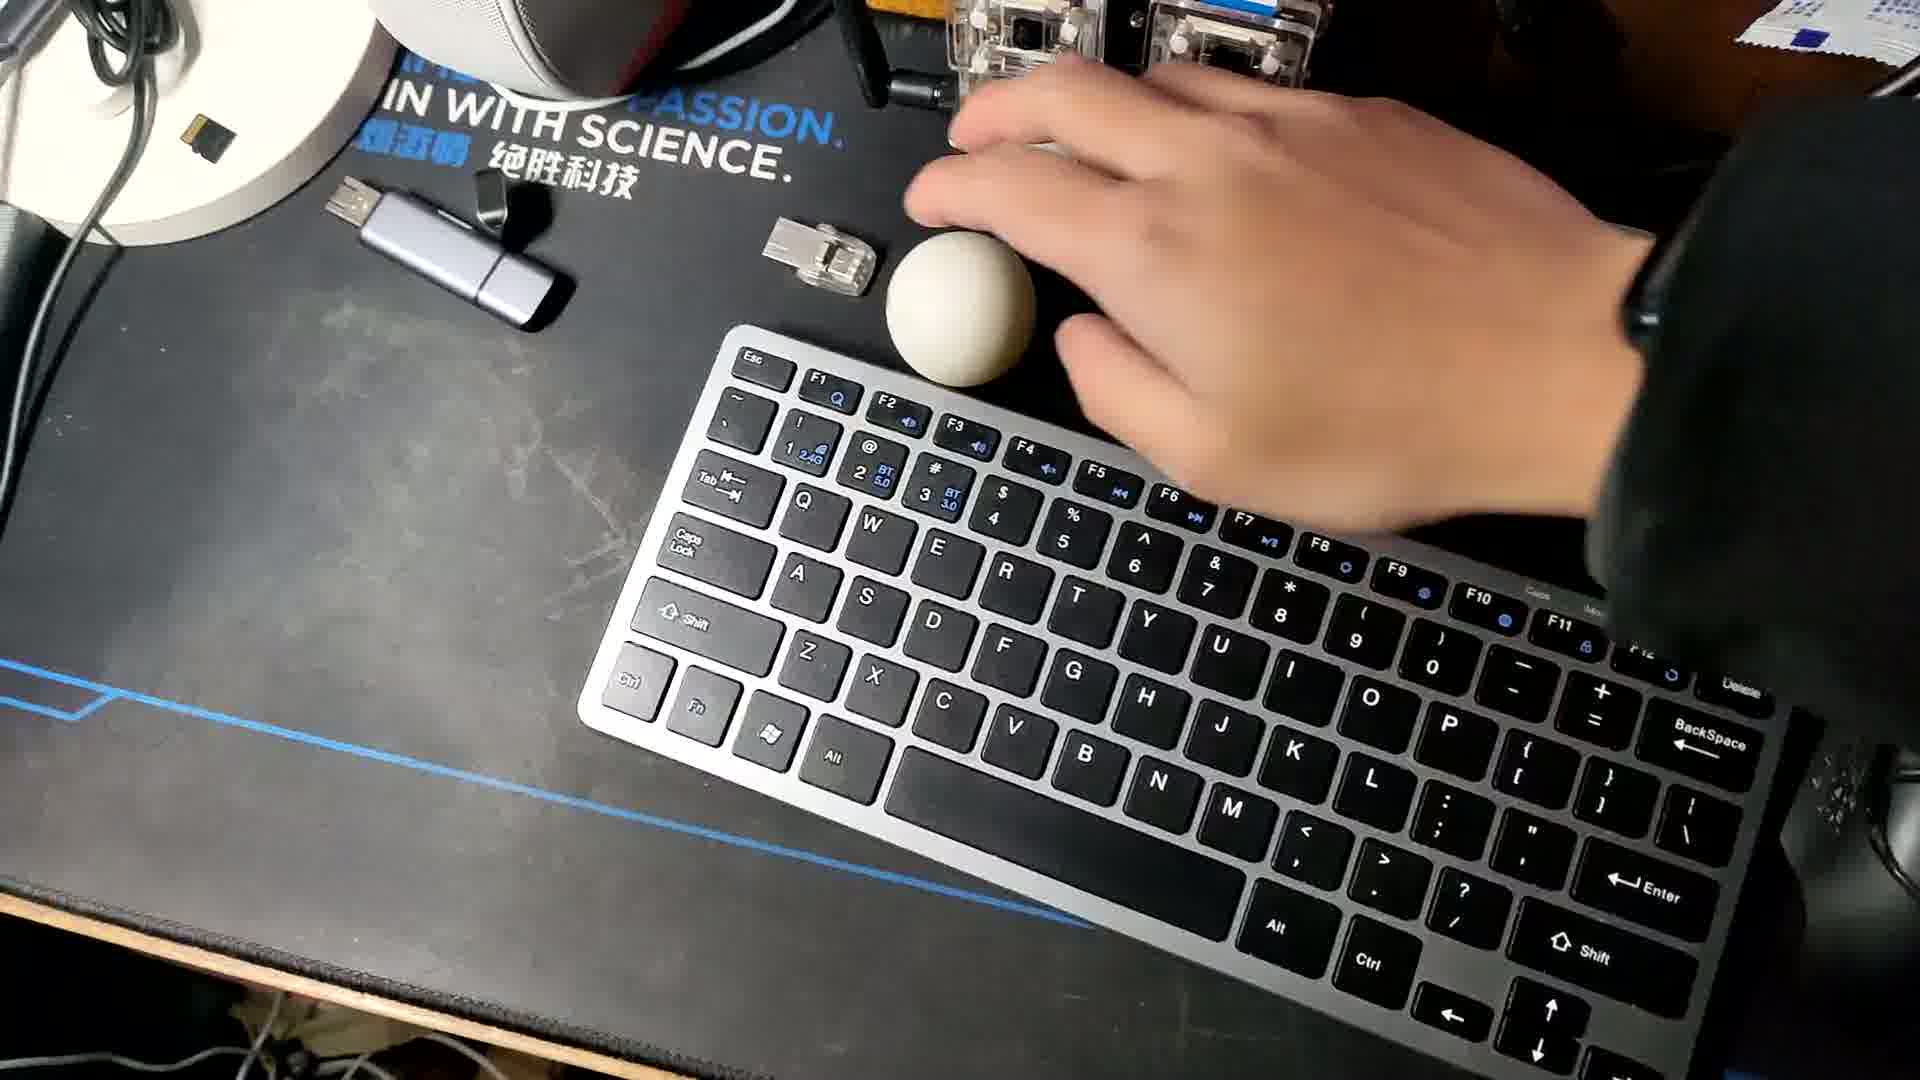 PASSION.
IN WITH SCIENCE.
绝胜科技
Esc F1 F2 F3 F4 F5 F6 F7 F8 F9 F10 F11 F12 Delete
~ ` ! 1 2.4G @ 2 BT 5.0 # 3 BT 3.0 $ 4 % 5 ^ 6 & 7 * 8 ( 9 ) 0 — - + = BackSpace
Tab Q W E R T Y U I O P { [ } ] | \
Caps Lock A S D F G H J K L : ; " ' Enter
Shift Z X C V B N M < , > . ? / Shift
Ctrl Fn Alt Alt Ctrl ← ↑ ↓